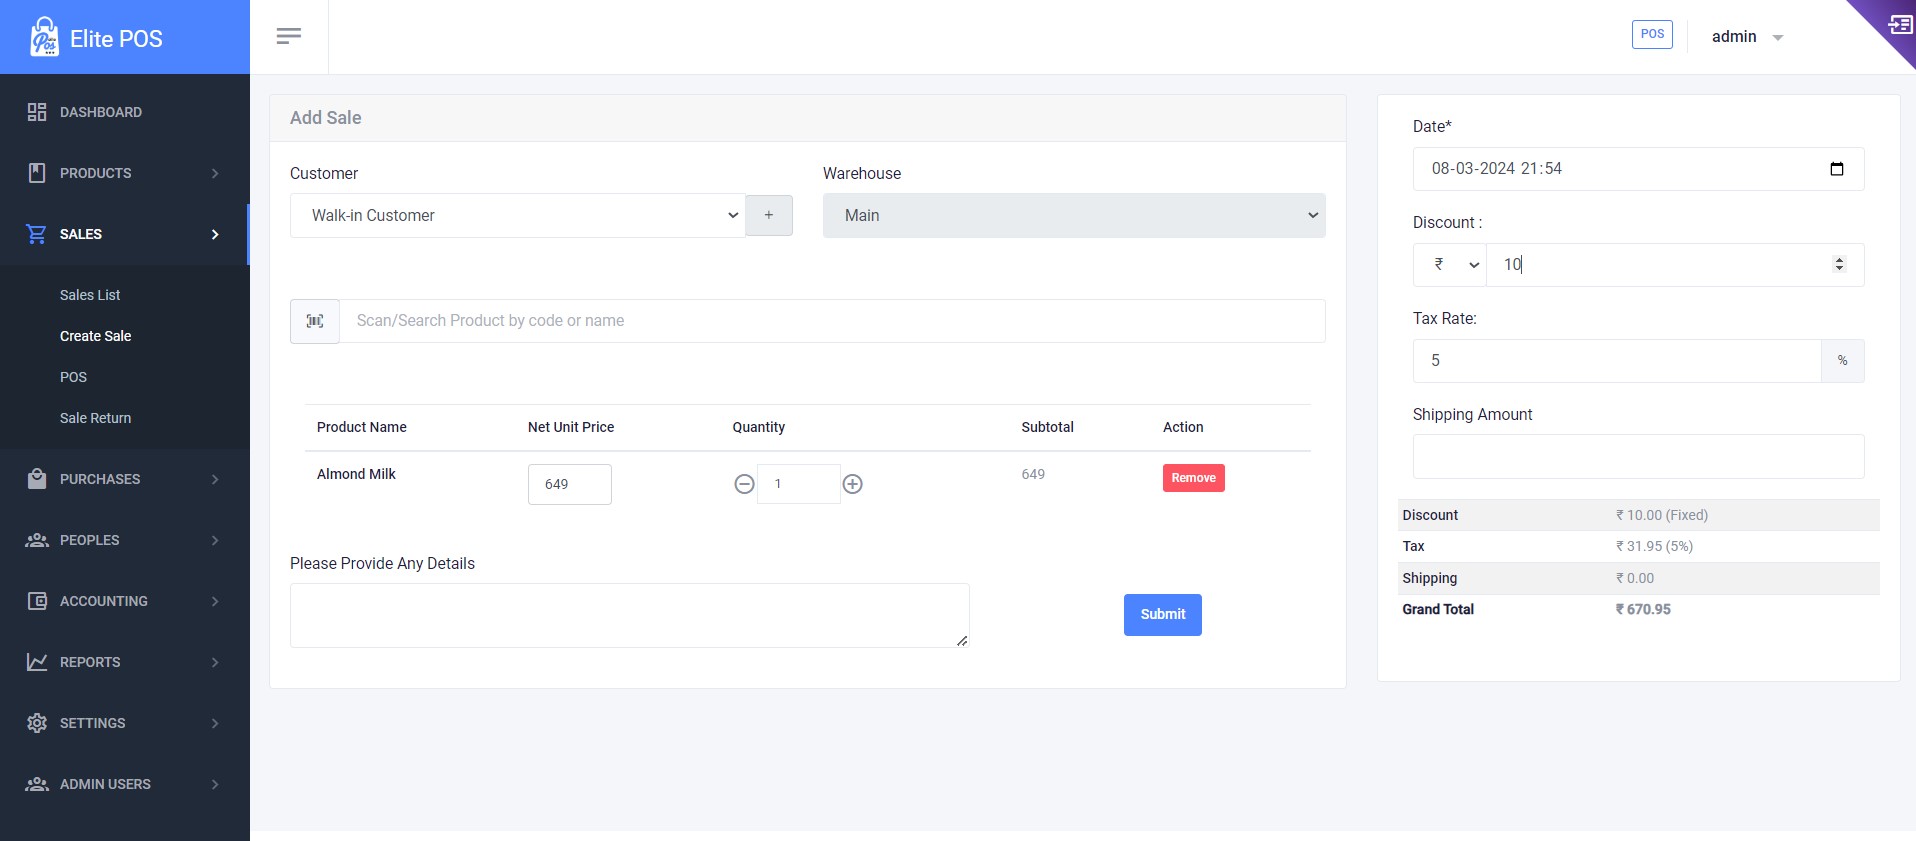 Elite POS
POS
admin
DASHBOARD
PRODUCTS
SALES
Sales List
Create Sale
POS
Sale Return
PURCHASES
PEOPLES
ACCOUNTING
REPORTS
SETTINGS
ADMIN USERS
Add Sale
Customer
Warehouse
Walk-in Customer
+
Main
Scan/Search Product by code or name
Product Name
Net Unit Price
Quantity
Subtotal
Action
Almond Milk
649
1
649
Remove
Please Provide Any Details
Submit
Date*
08-03-2024 21:54
Discount :
₹
10
Tax Rate:
5
%
Shipping Amount
Discount ₹ 10.00 (Fixed)
Tax ₹ 31.95 (5%)
Shipping ₹ 0.00
Grand Total ₹ 670.95